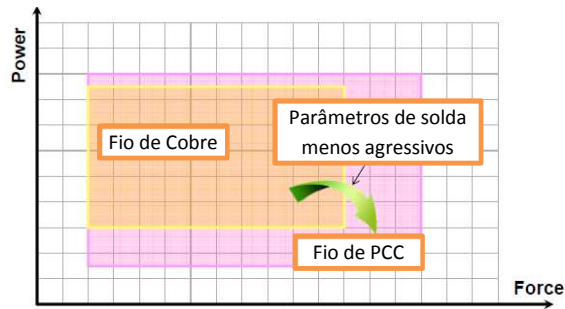 Power
Fio de Cobre
Parâmetros de solda
menos agressivos
Fio de PCC
Force